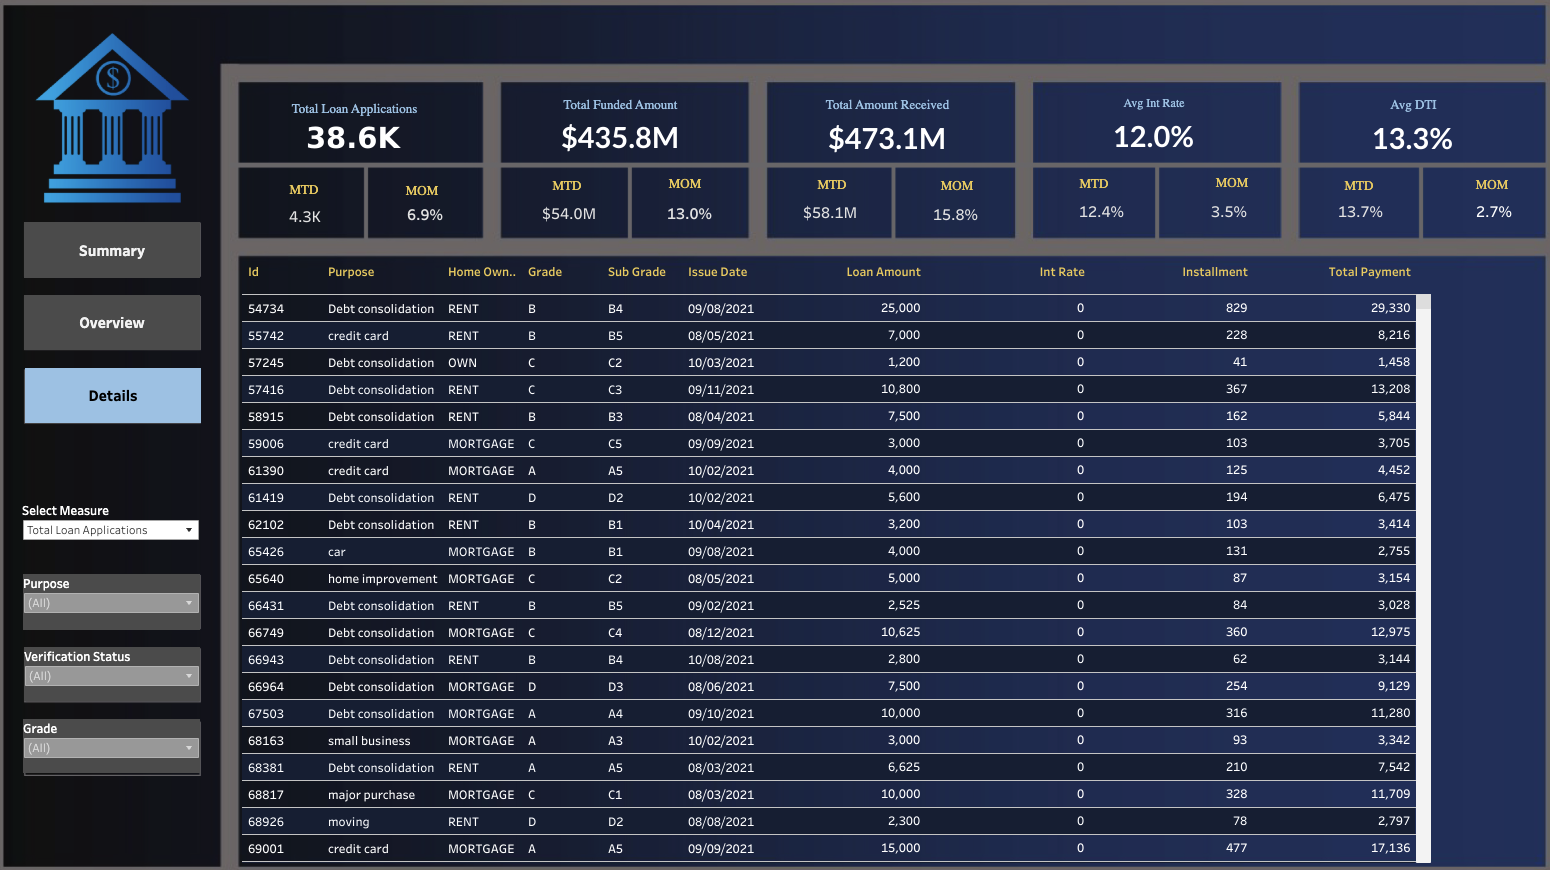 $
Total Loan Applications Total Funded Amount Total Amount Received Avg Int Rate Avg DTI
38.6K $435.8M $473.1M 12.0% 13.3%
MTD MOM MTD MOM MTD MOM MTD MOM MTD MOM
4.3K 6.9% $54.0M 13.0% $58.1M 15.8% 12.4% 3.5% 13.7% 2.7%
Summary
Overview
Details
Select Measure
Total Loan Applications
Purpose
(All)
Verification Status
(All)
Grade
(All)
Id Purpose Home Own.. Grade Sub Grade Issue Date Loan Amount Int Rate Installment Total Payment
54734 Debt consolidation RENT B B4 09/08/2021 25,000 0 829 29,330
55742 credit card RENT B B5 08/05/2021 7,000 0 228 8,216
57245 Debt consolidation OWN C C2 10/03/2021 1,200 0 41 1,458
57416 Debt consolidation RENT C C3 09/11/2021 10,800 0 367 13,208
58915 Debt consolidation RENT B B3 08/04/2021 7,500 0 162 5,844
59006 credit card MORTGAGE C C5 09/09/2021 3,000 0 103 3,705
61390 credit card MORTGAGE A A5 10/02/2021 4,000 0 125 4,452
61419 Debt consolidation RENT D D2 10/02/2021 5,600 0 194 6,475
62102 Debt consolidation RENT B B1 10/04/2021 3,200 0 103 3,414
65426 car MORTGAGE B B1 09/08/2021 4,000 0 131 2,755
65640 home improvement MORTGAGE C C2 08/05/2021 5,000 0 87 3,154
66431 Debt consolidation RENT B B5 09/02/2021 2,525 0 84 3,028
66749 Debt consolidation MORTGAGE C C4 08/12/2021 10,625 0 360 12,975
66943 Debt consolidation RENT B B4 10/08/2021 2,800 0 62 3,144
66964 Debt consolidation MORTGAGE D D3 08/06/2021 7,500 0 254 9,129
67503 Debt consolidation MORTGAGE A A4 09/10/2021 10,000 0 316 11,280
68163 small business MORTGAGE A A3 10/02/2021 3,000 0 93 3,342
68381 Debt consolidation RENT A A5 08/03/2021 6,625 0 210 7,542
68817 major purchase MORTGAGE C C1 08/03/2021 10,000 0 328 11,709
68926 moving RENT D D2 08/08/2021 2,300 0 78 2,797
69001 credit card MORTGAGE A A5 09/09/2021 15,000 0 477 17,136